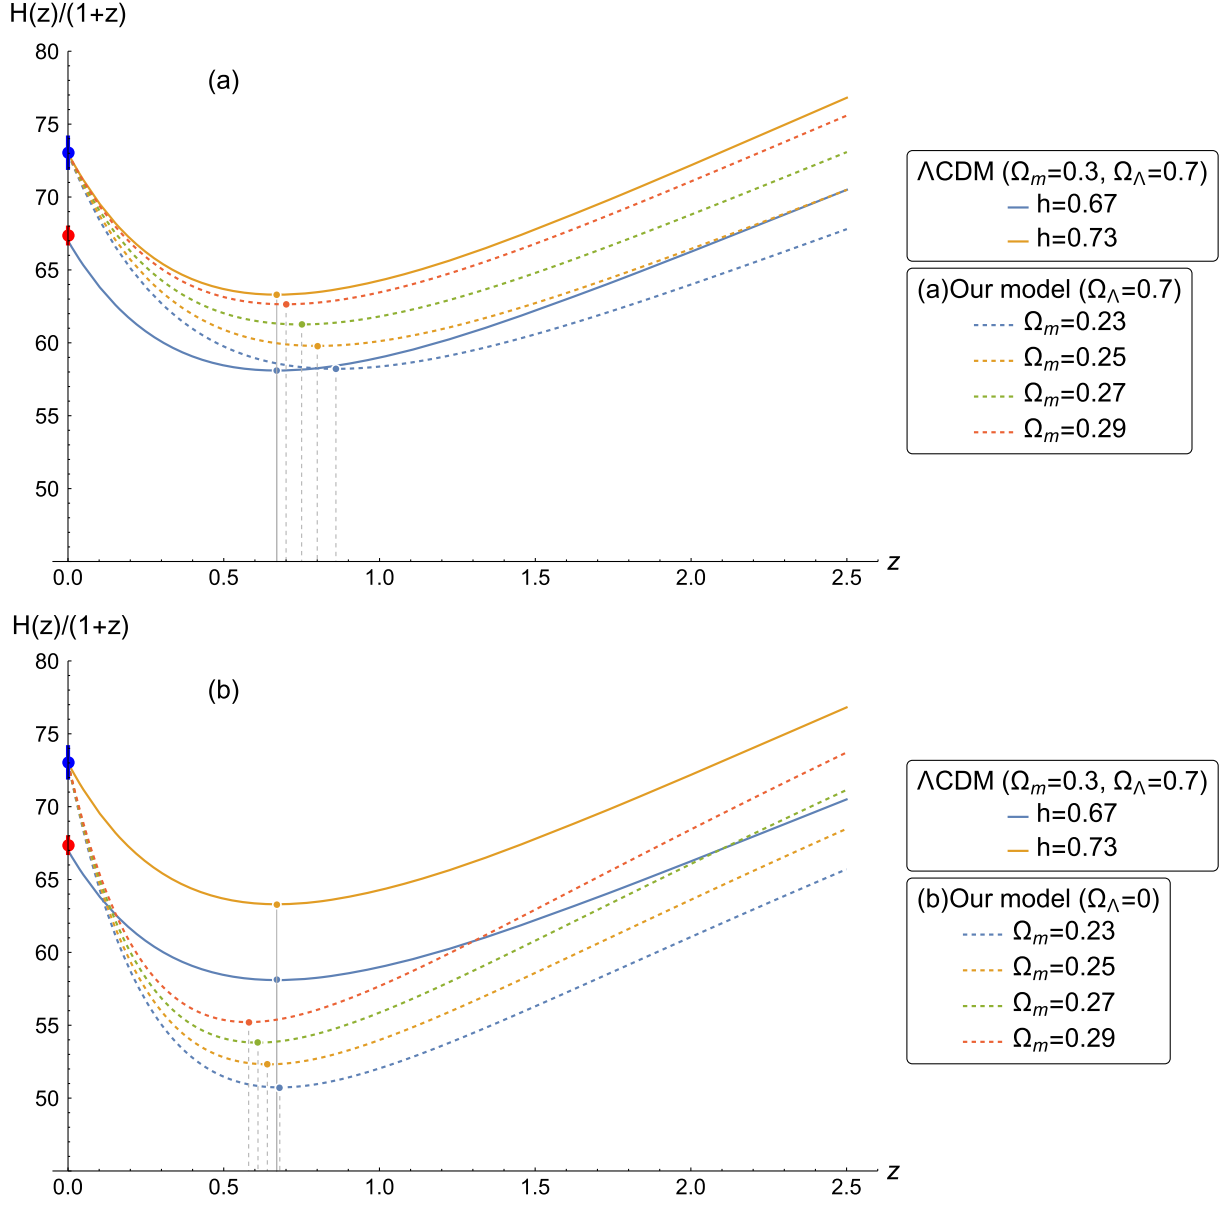 H(z)/(1+z)
80
(a)
75
70
65
60
55
50
0.0 0.5 1.0 1.5 2.0 2.5 z
ΛCDM (Ωm=0.3, ΩΛ=0.7)
h=0.67
h=0.73
(a)Our model (ΩΛ=0.7)
Ωm=0.23
Ωm=0.25
Ωm=0.27
Ωm=0.29
H(z)/(1+z)
80
(b)
75
70
65
60
55
50
0.0 0.5 1.0 1.5 2.0 2.5 z
ΛCDM (Ωm=0.3, ΩΛ=0.7)
h=0.67
h=0.73
(b)Our model (ΩΛ=0)
Ωm=0.23
Ωm=0.25
Ωm=0.27
Ωm=0.29